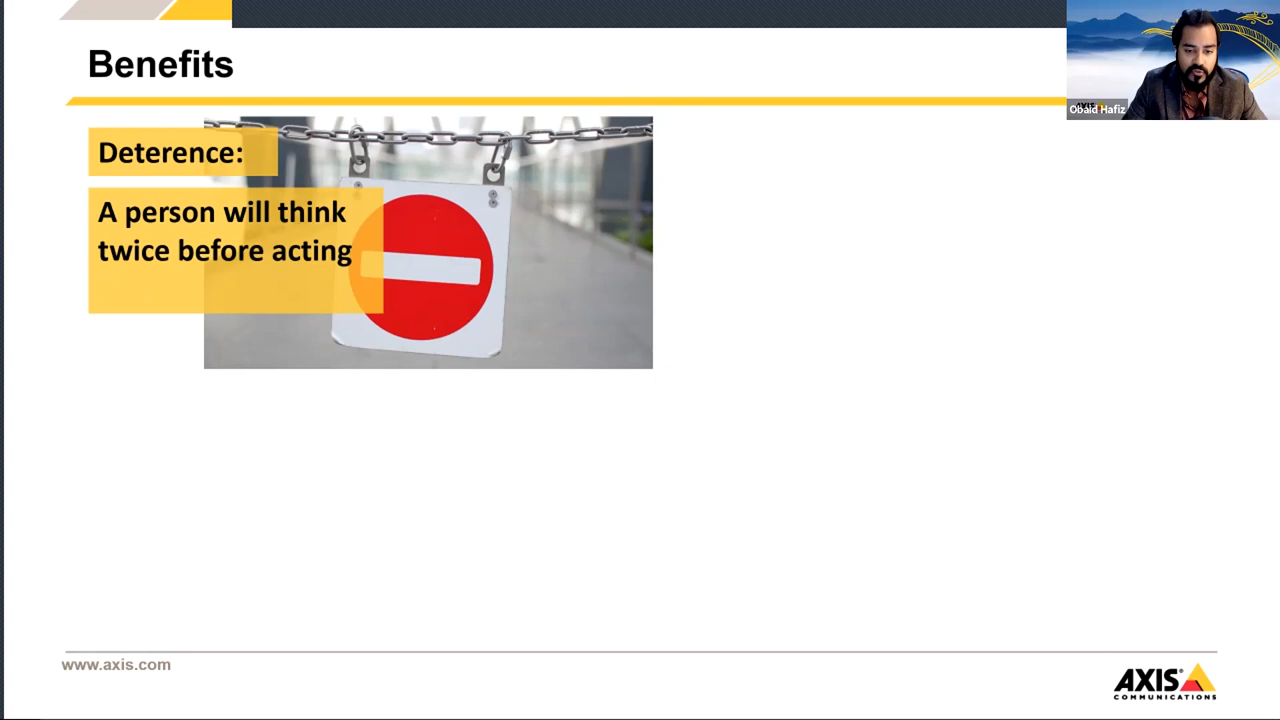 Benefits
Obaid Hafiz
Deterence:
A person will think
twice before acting
www.axis.com
AXIS
COMMUNICATIONS